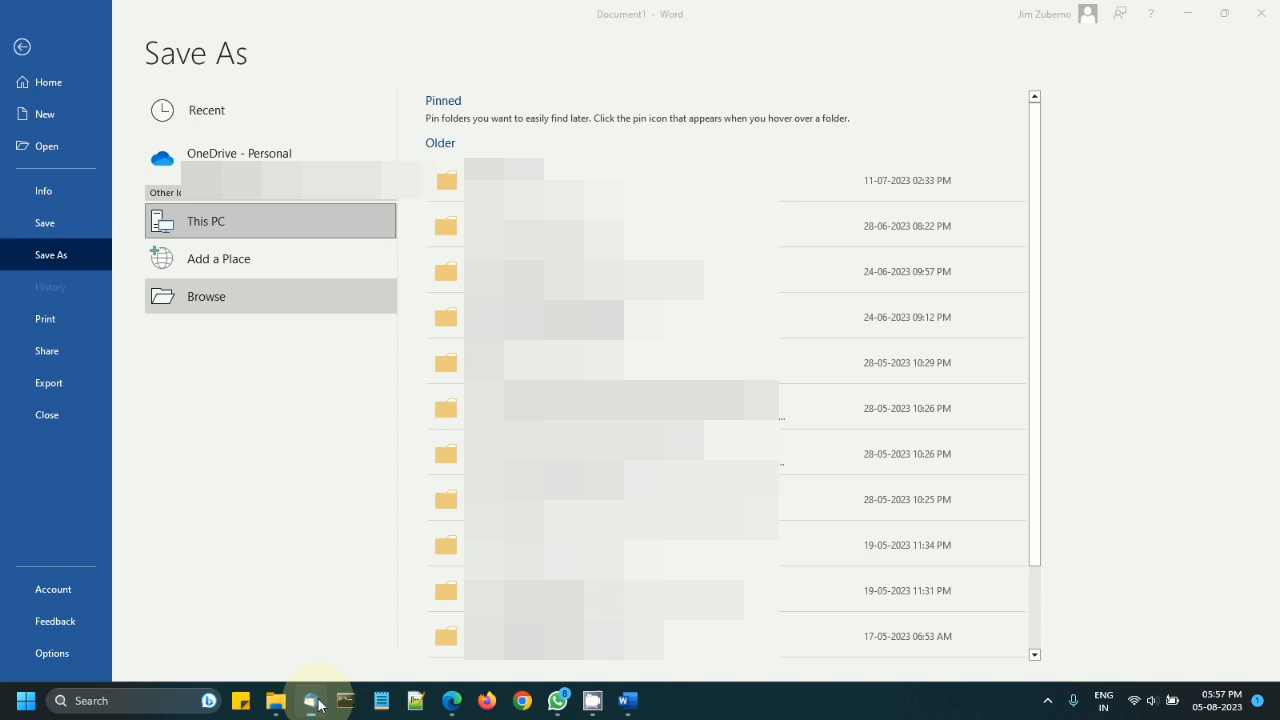 Document1 - Word
Jim Zuberno
?
Save As
Home
New
Open
Info
Save
Save As
History
Print
Share
Export
Close
Account
Feedback
Options
Recent
OneDrive - Personal
This PC
Add a Place
Browse
Pinned
Pin folders you want to easily find later. Click the pin icon that appears when you hover over a folder.
Older
11-07-2023 02:33 PM
28-06-2023 08:22 PM
24-06-2023 09:57 PM
24-06-2023 09:12 PM
28-05-2023 10:29 PM
28-05-2023 10:26 PM
28-05-2023 10:26 PM
28-05-2023 10:25 PM
19-05-2023 11:34 PM
19-05-2023 11:31 PM
17-05-2023 06:53 AM
Search
8
ENG
IN
05:57 PM
05-08-2023
1